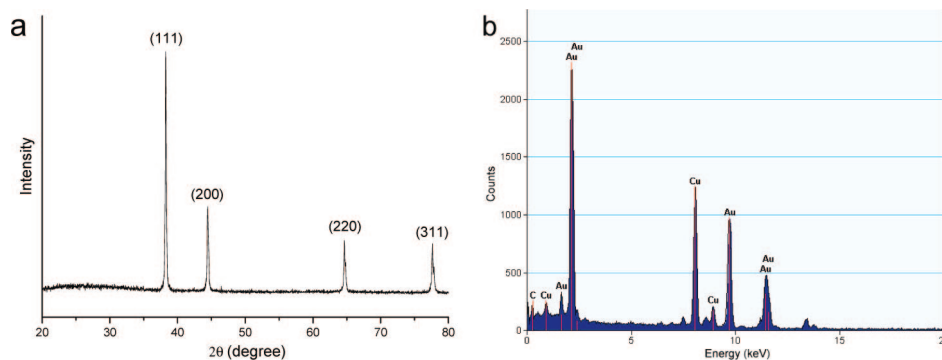 a
(111)
(200)
(220)
(311)
Intensity
20 30 40 50 60 70 80
2θ (degree)
b
2500
2000
1500
1000
500
0
Counts
Au
Au
Cu
Au
Au
Au
C
Cu
Au
Cu
0 5 10 15
Energy (keV)